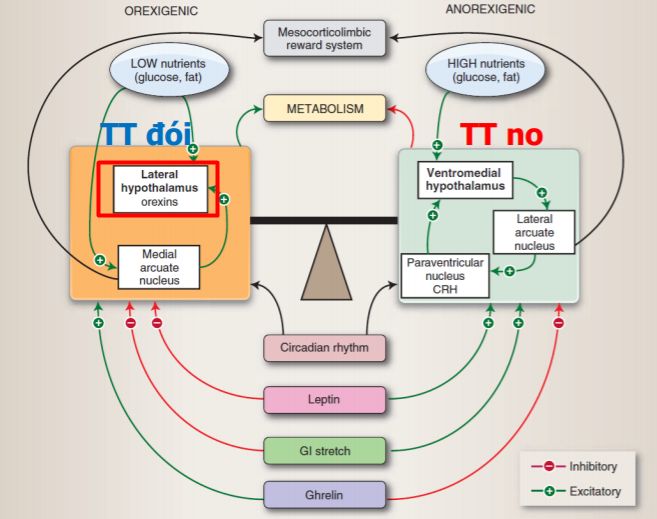 OREXIGENIC
ANOREXIGENIC
Mesocorticolimbic
reward system
LOW nutrients
(glucose, fat)
HIGH nutrients
(glucose, fat)
METABOLISM
TT đói
TT no
Lateral
hypothalamus
orexins
Ventromedial
hypothalamus
Lateral
arcuate
nucleus
Medial
arcuate
nucleus
Paraventricular
nucleus
CRH
Circadian rhythm
Leptin
GI stretch
Ghrelin
Inhibitory
Excitatory